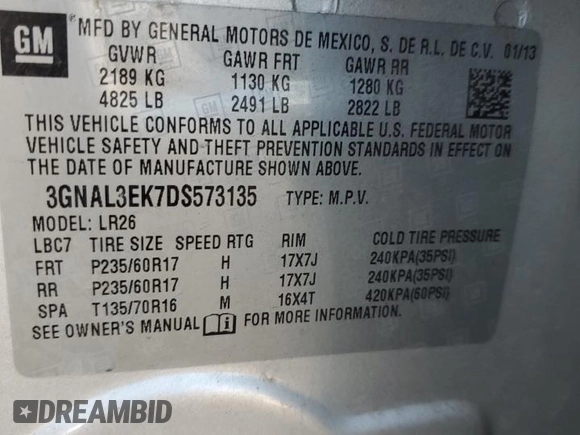 GM
MFD BY GENERAL MOTORS DE MEXICO, S. DE R.L. DE C.V. 01/13
GVWR GAWR FRT GAWR RR
2189 KG 1130 KG 1280 KG
4825 LB 2491 LB 2822 LB
THIS VEHICLE CONFORMS TO ALL APPLICABLE U.S. FEDERAL MOTOR
VEHICLE SAFETY AND THEFT PREVENTION STANDARDS IN EFFECT ON
THE DATE OF MANUFACTURE SHOWN ABOVE.
3GNAL3EK7DS573135 TYPE: M.P.V.
MODEL: LR26
LBC7 TIRE SIZE SPEED RTG RIM COLD TIRE PRESSURE
FRT P235/60R17 H 17X7J 240KPA(35PSI)
RR P235/60R17 H 17X7J 240KPA(35PSI)
SPA T135/70R16 M 16X4T 420KPA(60PSI)
SEE OWNER'S MANUAL FOR MORE INFORMATION.
DREAMBID